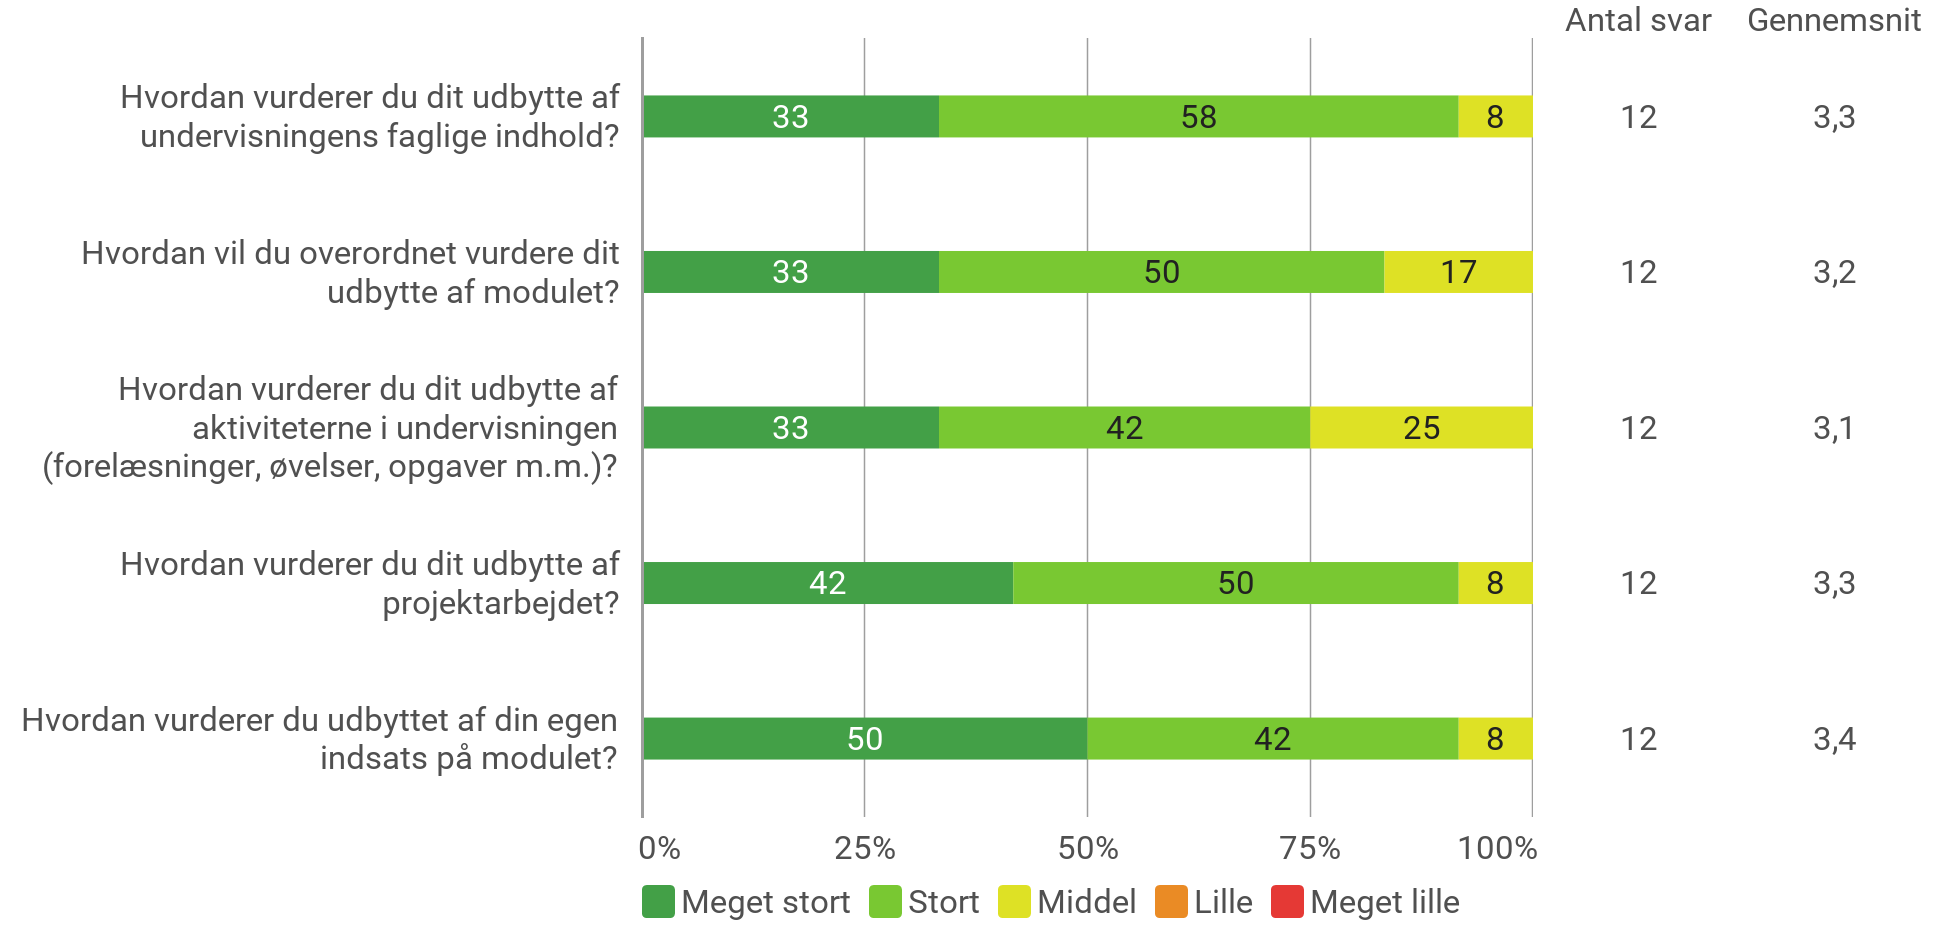 Antal svar Gennemsnit
Hvordan vurderer du dit udbytte af
undervisningens faglige indhold?
33 58 8 12 3,3
Hvordan vil du overordnet vurdere dit
udbytte af modulet?
33 50 17 12 3,2
Hvordan vurderer du dit udbytte af
aktiviteterne i undervisningen
(forelæsninger, øvelser, opgaver m.m.)?
33 42 25 12 3,1
Hvordan vurderer du dit udbytte af
projektarbejdet?
42 50 8 12 3,3
Hvordan vurderer du udbyttet af din egen
indsats på modulet?
50 42 8 12 3,4
0% 25% 50% 75% 100%
Meget stort Stort Middel Lille Meget lille